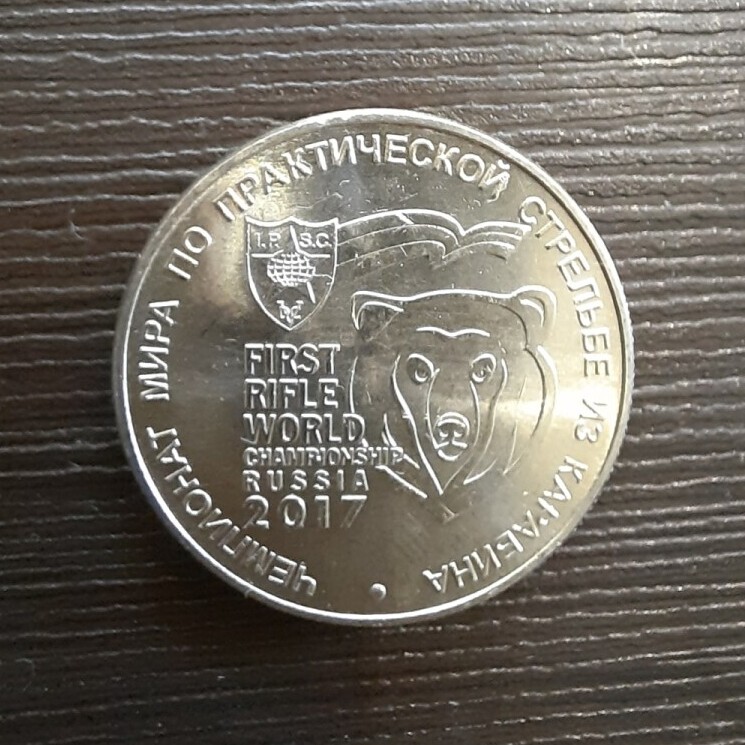 ЧЕМПИОНАТ МИРА ПО ПРАКТИЧЕСКОЙ СТРЕЛЬБЕ ИЗ КАРАБИНА
I.P.S.C.
FIRST
RIFLE
WORLD
CHAMPIONSHIP
RUSSIA
2017